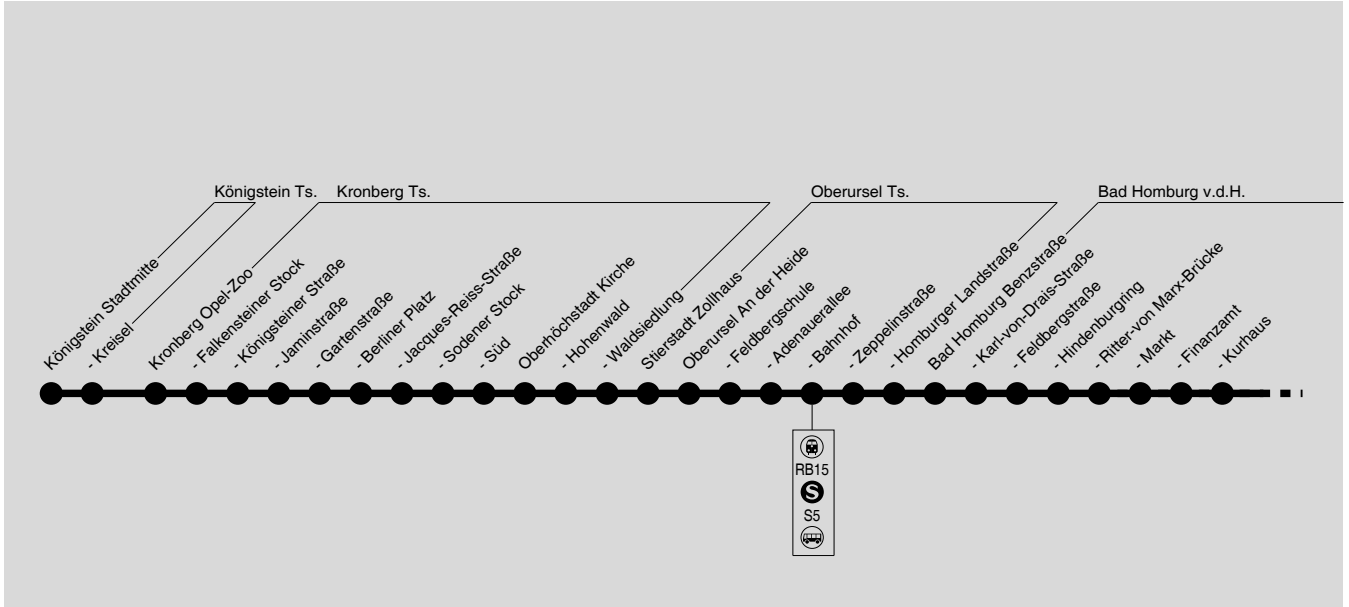 Königstein Ts.
Kronberg Ts.
Oberursel Ts.
Bad Homburg v.d.H.
Königstein Stadtmitte
- Kreisel
Kronberg Opel-Zoo
- Falkensteiner Stock
- Königsteiner Straße
- Jaminstraße
- Gartenstraße
- Berliner Platz
- Jacques-Reiss-Straße
- Sodener Stock
- Süd
Oberhöchstadt Kirche
- Hohenwald
- Waldsiedlung
Stierstadt Zollhaus
Oberursel An der Heide
- Feldbergschule
- Adenauerallee
- Bahnhof
- Zeppelinstraße
- Homburger Landstraße
Bad Homburg Benzstraße
- Karl-von-Drais-Straße
- Feldbergstraße
- Hindenburgring
- Ritter-von Marx-Brücke
- Markt
- Finanzamt
- Kurhaus
RB15
S
S5